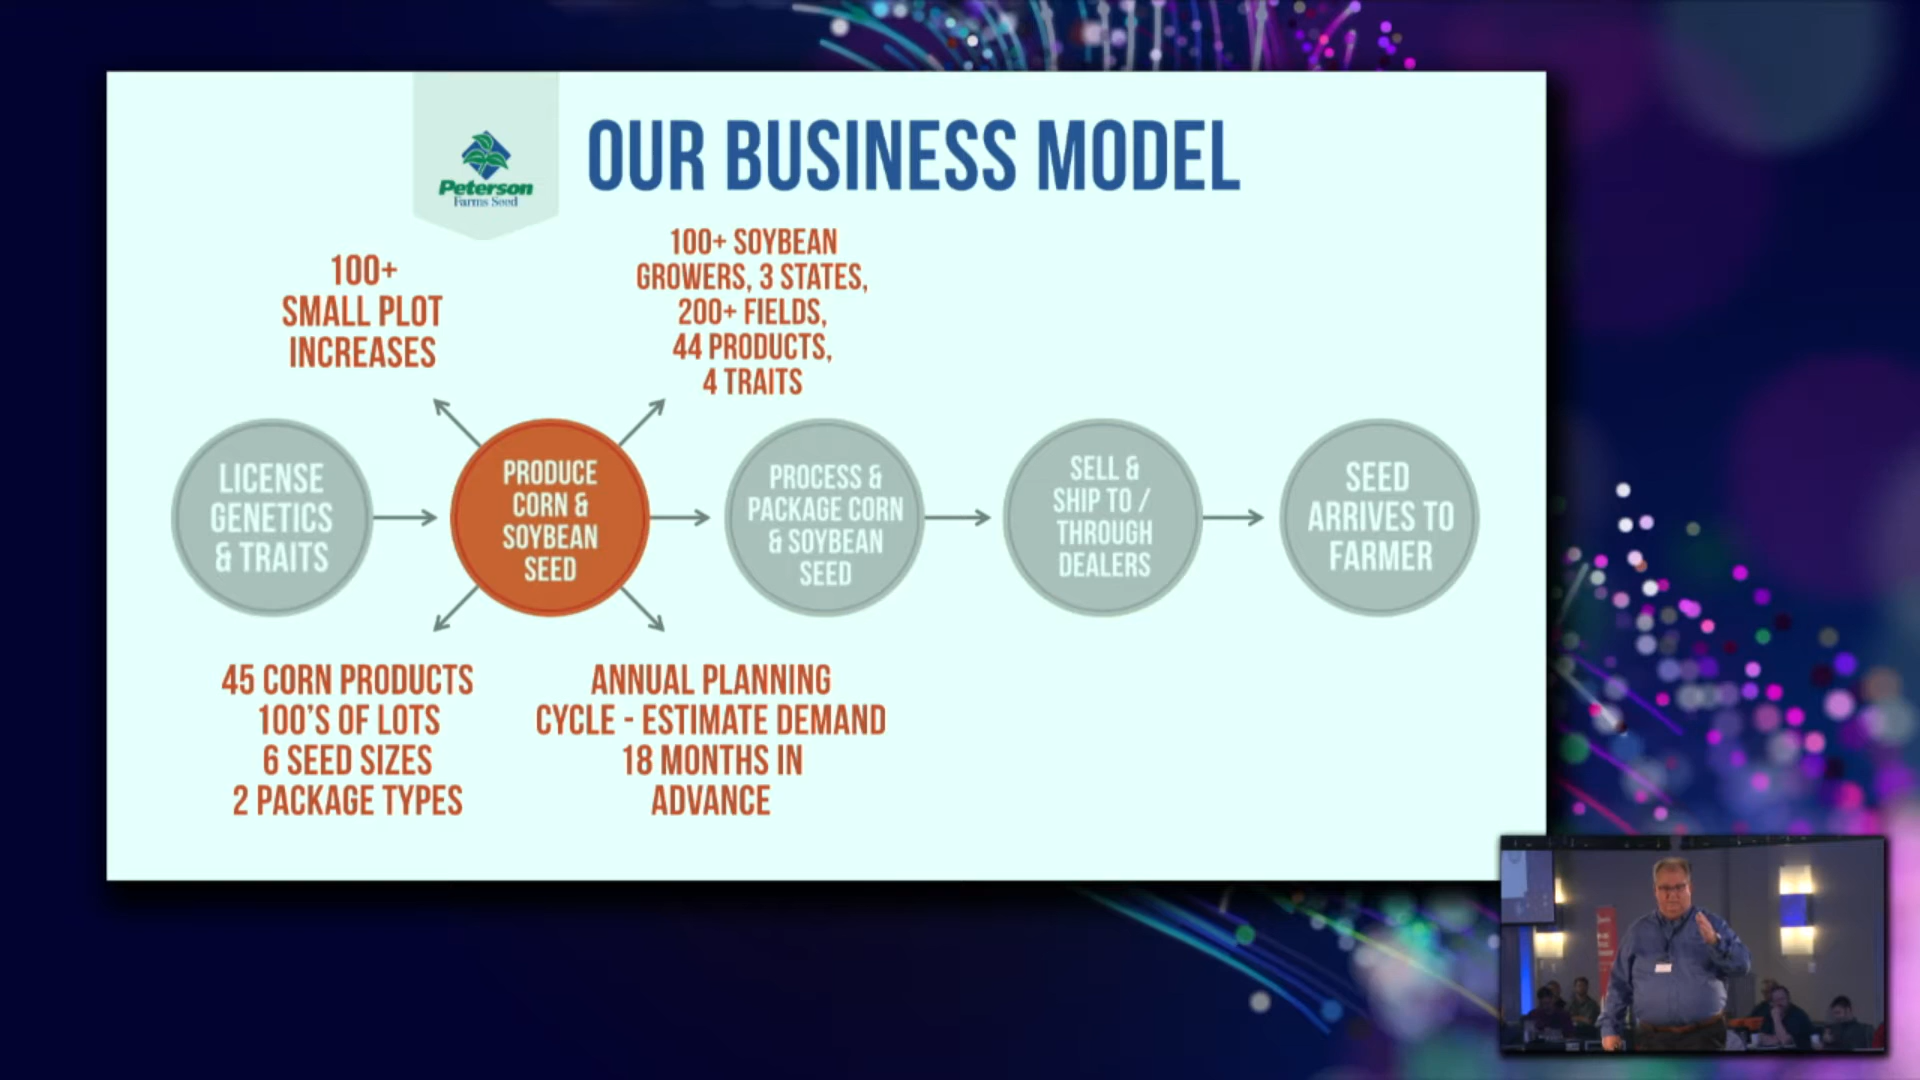 Peterson
Farms Seed
OUR BUSINESS MODEL
100+
SMALL PLOT
INCREASES
100+ SOYBEAN
GROWERS, 3 STATES,
200+ FIELDS,
44 PRODUCTS,
4 TRAITS
LICENSE
GENETICS
& TRAITS
PRODUCE
CORN &
SOYBEAN
SEED
PROCESS &
PACKAGE CORN
& SOYBEAN
SEED
SELL &
SHIP TO /
THROUGH
DEALERS
SEED
ARRIVES TO
FARMER
45 CORN PRODUCTS
100'S OF LOTS
6 SEED SIZES
2 PACKAGE TYPES
ANNUAL PLANNING
CYCLE - ESTIMATE DEMAND
18 MONTHS IN
ADVANCE